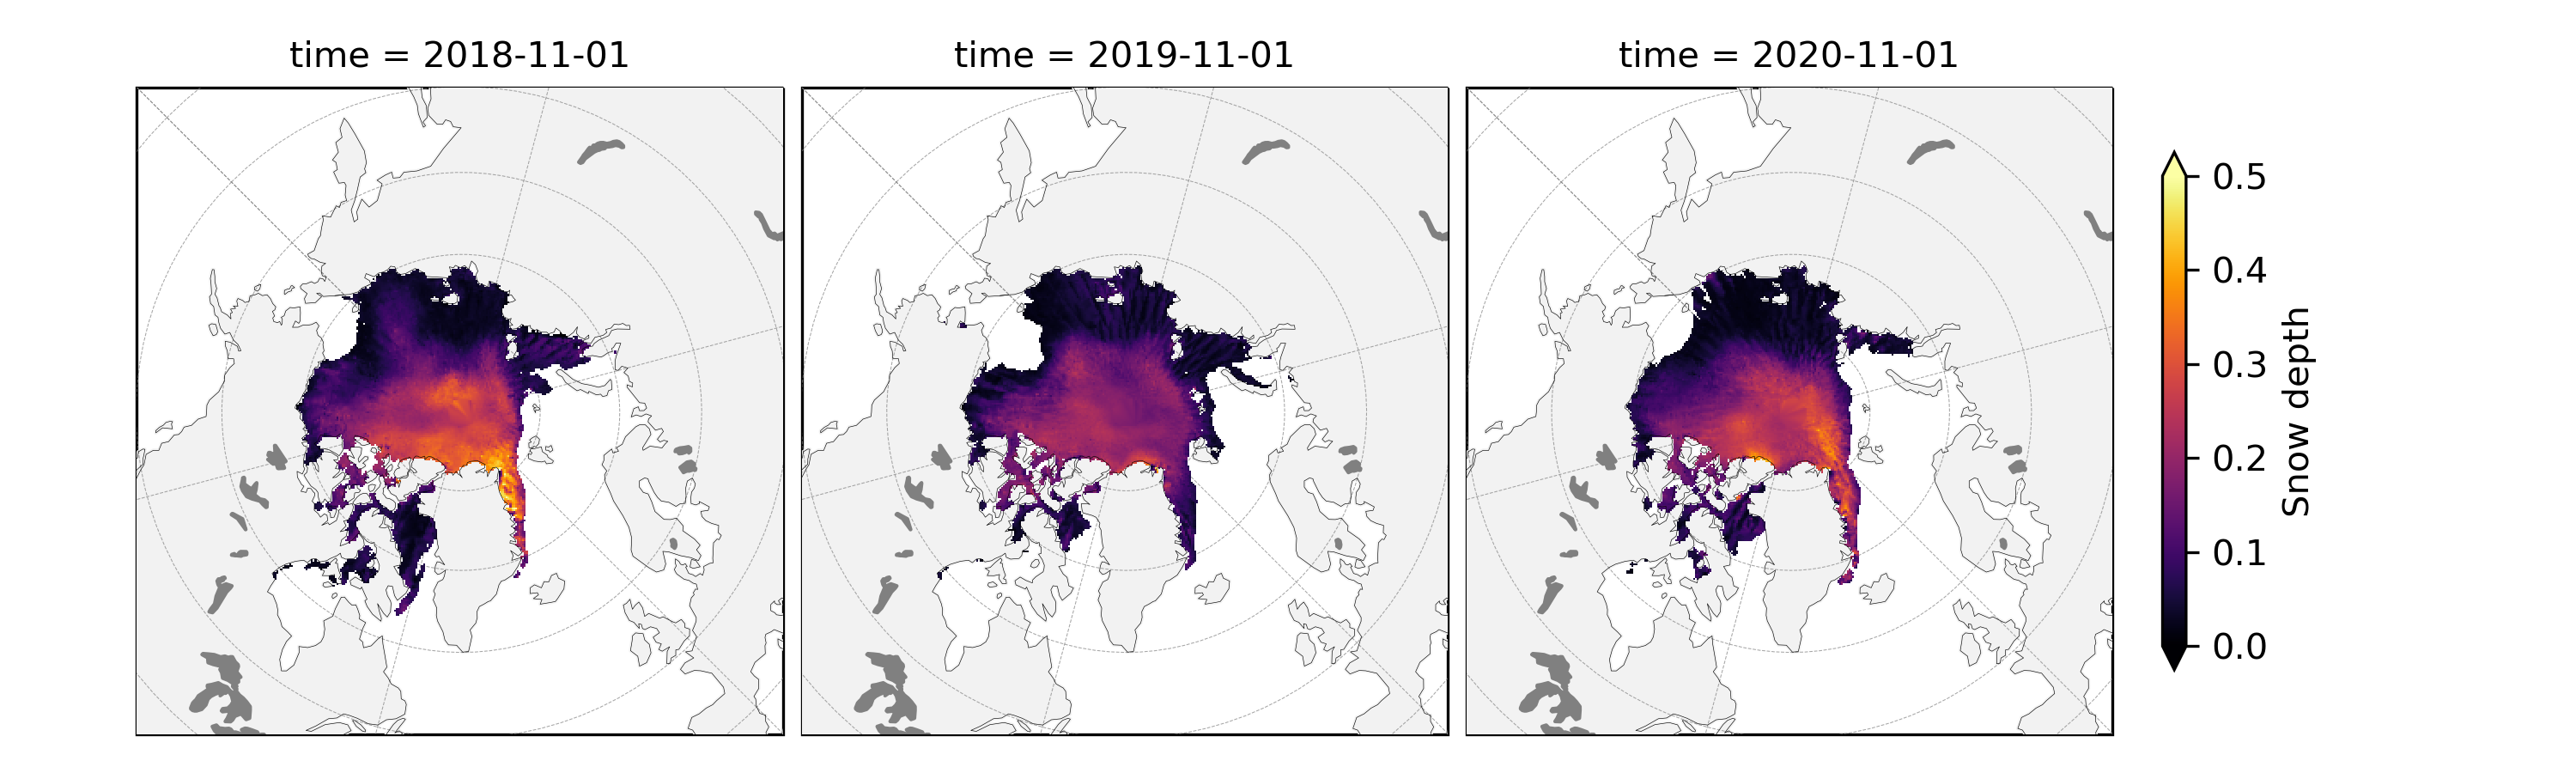 time = 2018-11-01
time = 2019-11-01
time = 2020-11-01
0.5
0.4
0.3
0.2
0.1
0.0
Snow depth